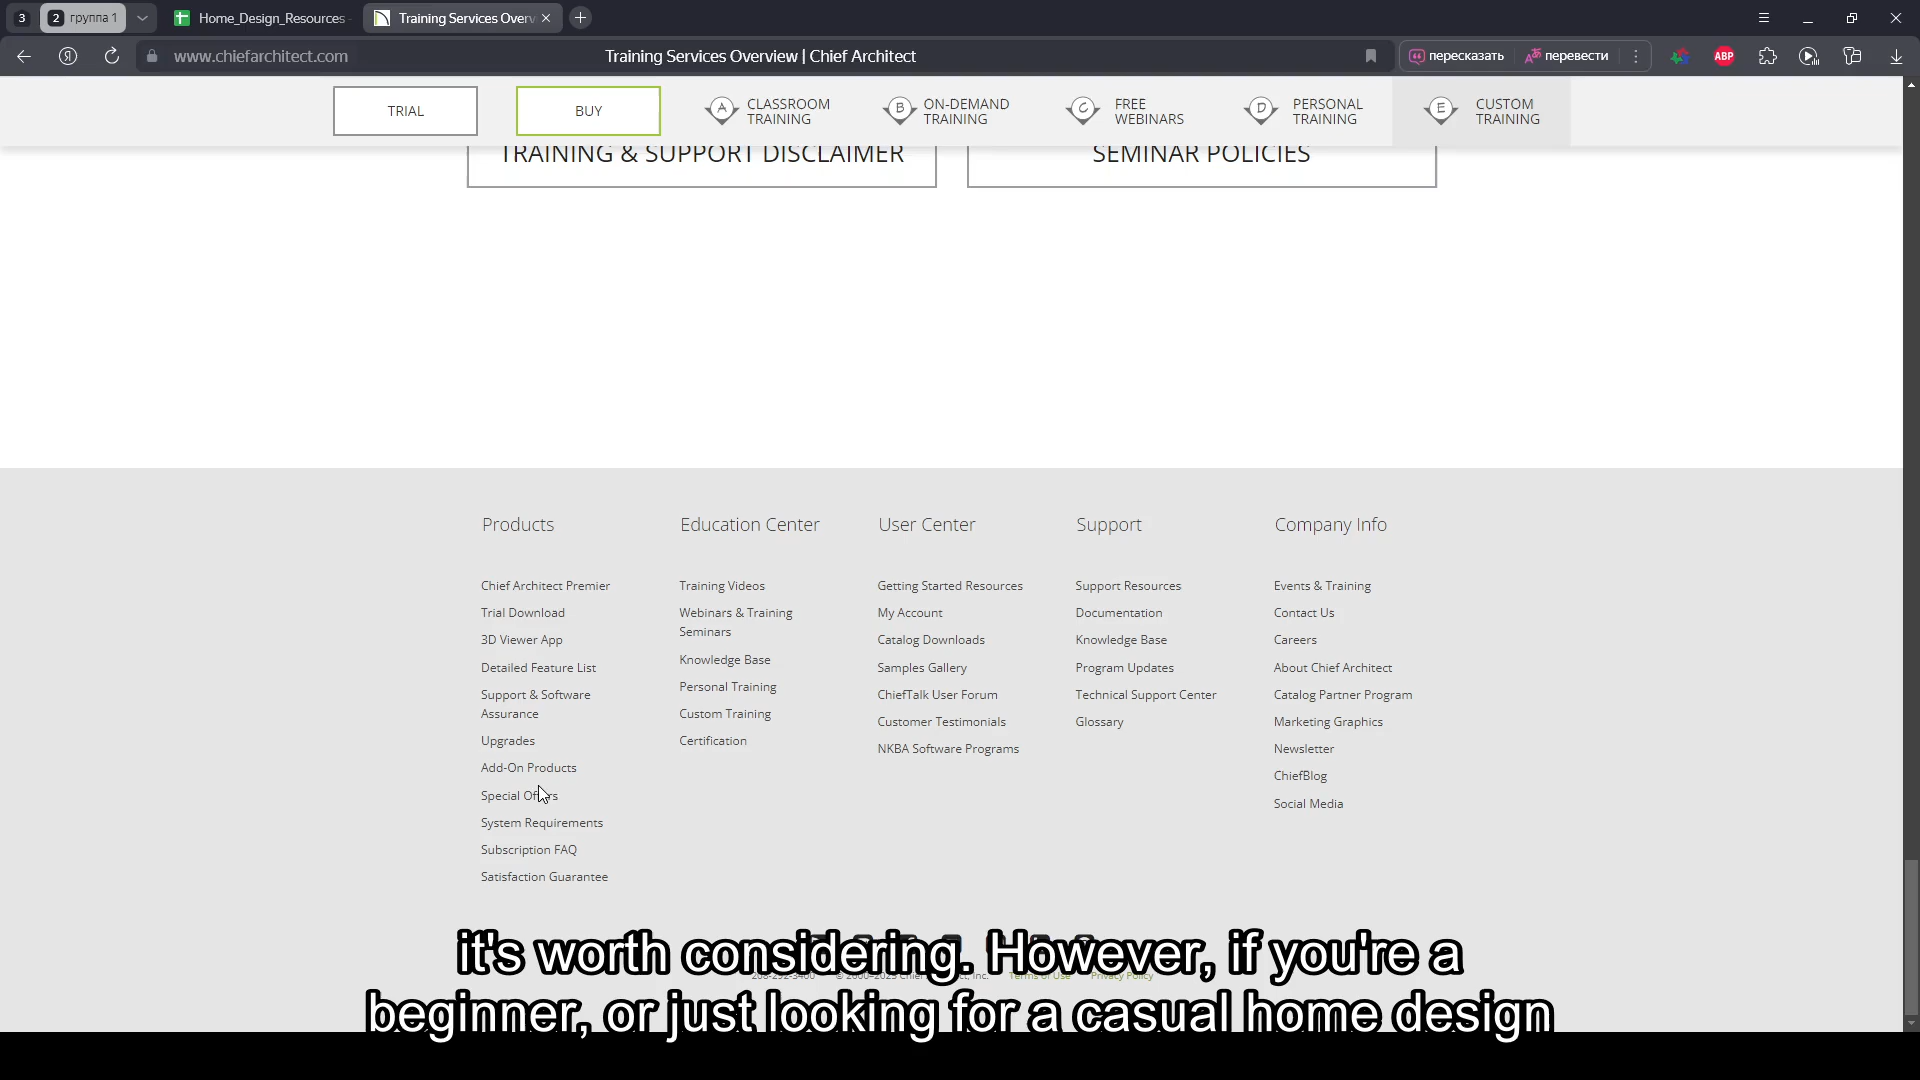 3
2 группа 1
Home_Design_Resources
Training Services Over
www.chiefarchitect.com
Training Services Overview | Chief Architect
пересказать
перевести
ABP
TRIAL
BUY
A CLASSROOM
TRAINING
B ON-DEMAND
TRAINING
C FREE
WEBINARS
D PERSONAL
TRAINING
E CUSTOM
TRAINING
TRAINING & SUPPORT DISCLAIMER
SEMINAR POLICIES
Products
Chief Architect Premier
Trial Download
3D Viewer App
Detailed Feature List
Support & Software
Assurance
Upgrades
Add-On Products
Special Offers
System Requirements
Subscription FAQ
Satisfaction Guarantee
Education Center
Training Videos
Webinars & Training
Seminars
Knowledge Base
Personal Training
Custom Training
Certification
User Center
Getting Started Resources
My Account
Catalog Downloads
Samples Gallery
ChiefTalk User Forum
Customer Testimonials
NKBA Software Programs
Support
Support Resources
Documentation
Knowledge Base
Program Updates
Technical Support Center
Glossary
Company Info
Events & Training
Contact Us
Careers
About Chief Architect
Catalog Partner Program
Marketing Graphics
Newsletter
ChiefBlog
Social Media
Terms of Use
Privacy Policy
it's worth considering. However, if you're a
beginner, or just looking for a casual home design